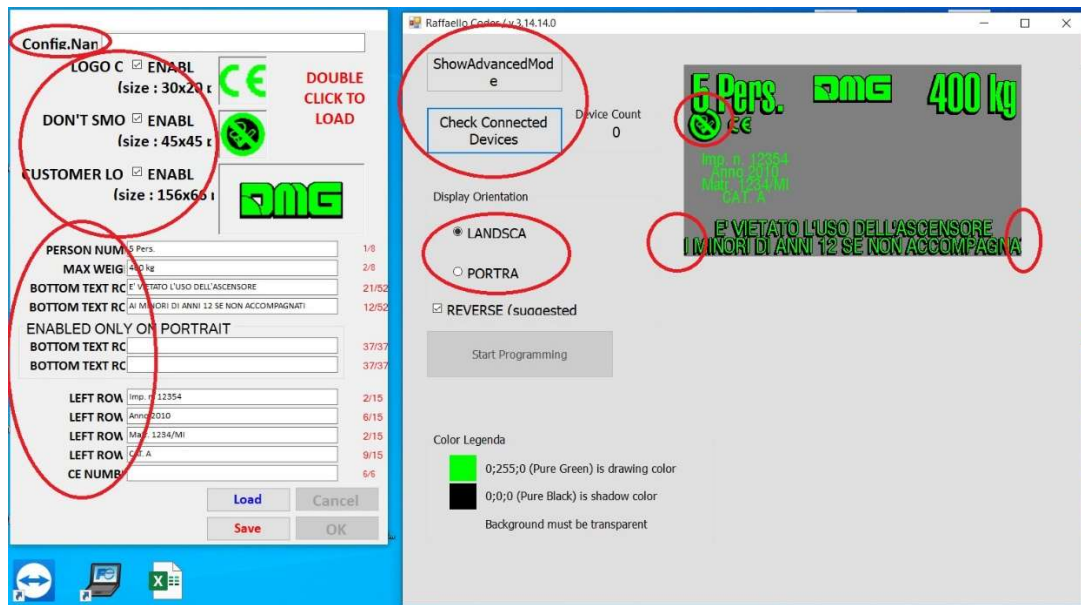 Config.Nan
LOGO C ENABL
(size : 30x20 r
DOUBLE CLICK TO LOAD
DON'T SMO ENABL
(size : 45x45 r
CUSTOMER LO ENABL
(size : 156x66 r
DMG
PERSON NUM 5 Pers. 1/8
MAX WEIG 400 kg 2/8
BOTTOM TEXT RC E' VIETATO L'USO DELL'ASCENSORE 21/52
BOTTOM TEXT RC AI MINORI DI ANNI 12 SE NON ACCOMPAGNATI 12/52
ENABLED ONLY ON PORTRAIT
BOTTOM TEXT RC 37/37
BOTTOM TEXT RC 37/37
LEFT ROW Imp. n. 12354 2/15
LEFT ROW Anno 2010 6/15
LEFT ROW Matr. 1234/MI 2/15
LEFT ROW CAT. A 9/15
CE NUMB 6/6
Load Cancel
Save OK
Raffaello Codes / v 3.14.14.0
ShowAdvancedMod
e
Check Connected
Devices
Device Count
0
Display Orientation
LANDSCA
PORTRA
REVERSE (suggested
Start Programming
Color Legenda
0;255;0 (Pure Green) is drawing color
0;0;0 (Pure Black) is shadow color
Background must be transparent
5 Pers. DMG 400 kg
CE
Imp. n. 12354
Anno 2010
Matr. 1234/MI
CAT. A
E' VIETATO L'USO DELL'ASCENSORE
I MINORI DI ANNI 12 SE NON ACCOMPAGNA